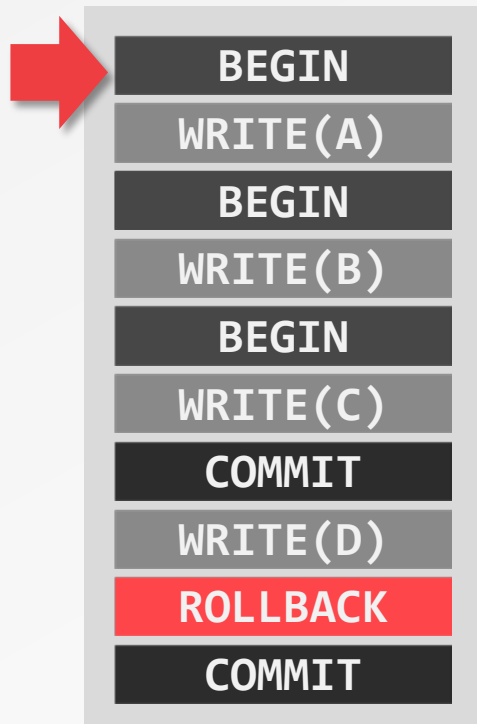 BEGIN
WRITE(A)
BEGIN
WRITE(B)
BEGIN
WRITE(C)
COMMIT
WRITE(D)
ROLLBACK
COMMIT